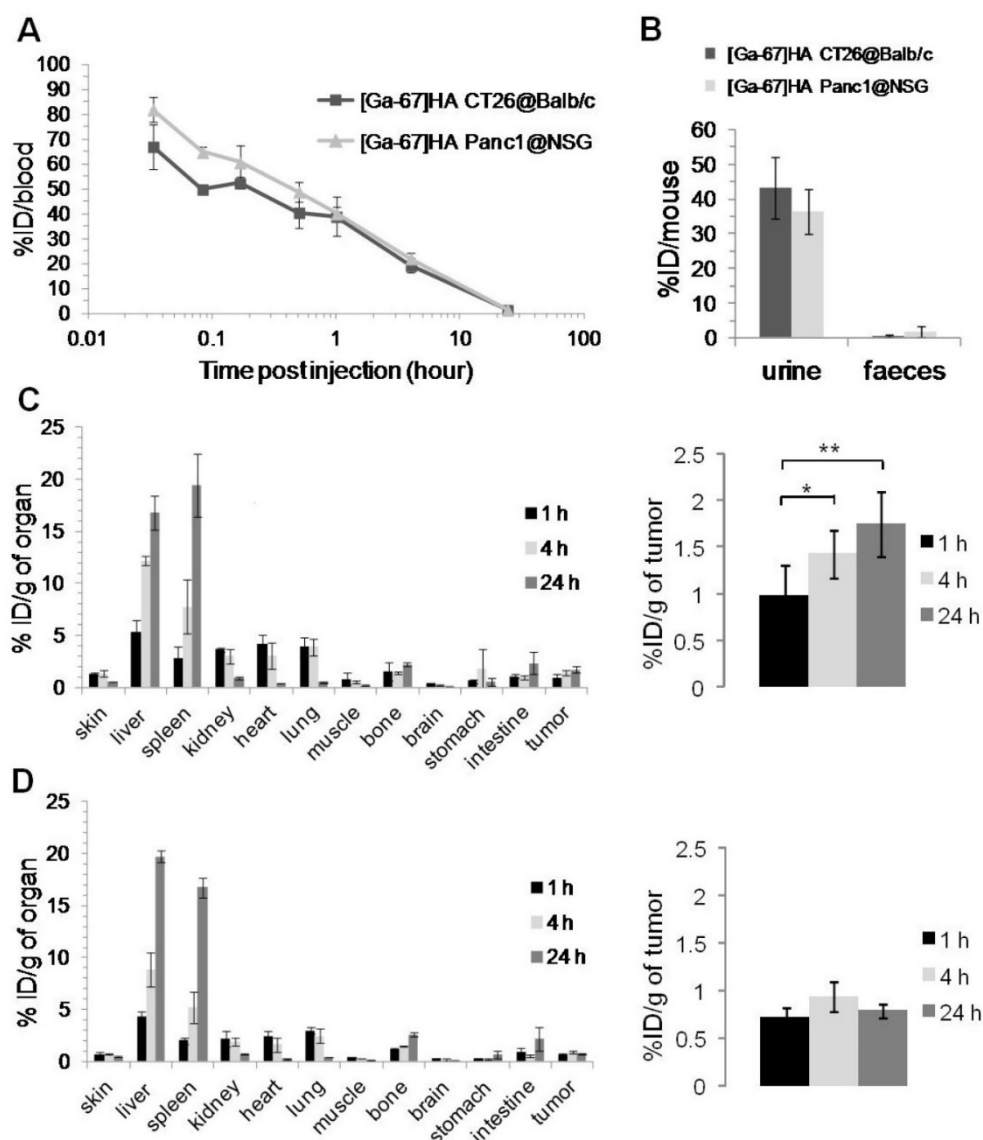 A
%ID/blood
100
90
80
70
60
50
40
30
20
10
0
0.01
0.1
1
10
100
Time post injection (hour)
[Ga-67]HA CT26@Balb/c
[Ga-67]HA Panc1@NSG
B
[Ga-67]HA CT26@Balb/c
[Ga-67]HA Panc1@NSG
%ID/mouse
60
50
40
30
20
10
0
urine
faeces
C
% ID/g of organ
25
20
15
10
5
0
1 h
4 h
24 h
skin
liver
spleen
kidney
heart
lung
muscle
bone
brain
stomach
intestine
tumor
%ID/g of tumor
2.5
2
1.5
1
0.5
0
*
**
1 h
4 h
24 h
D
% ID/g of organ
25
20
15
10
5
0
1 h
4 h
24 h
skin
liver
spleen
kidney
heart
lung
muscle
bone
brain
stomach
intestine
tumor
%ID/g of tumor
2.5
2
1.5
1
0.5
0
1 h
4 h
24 h